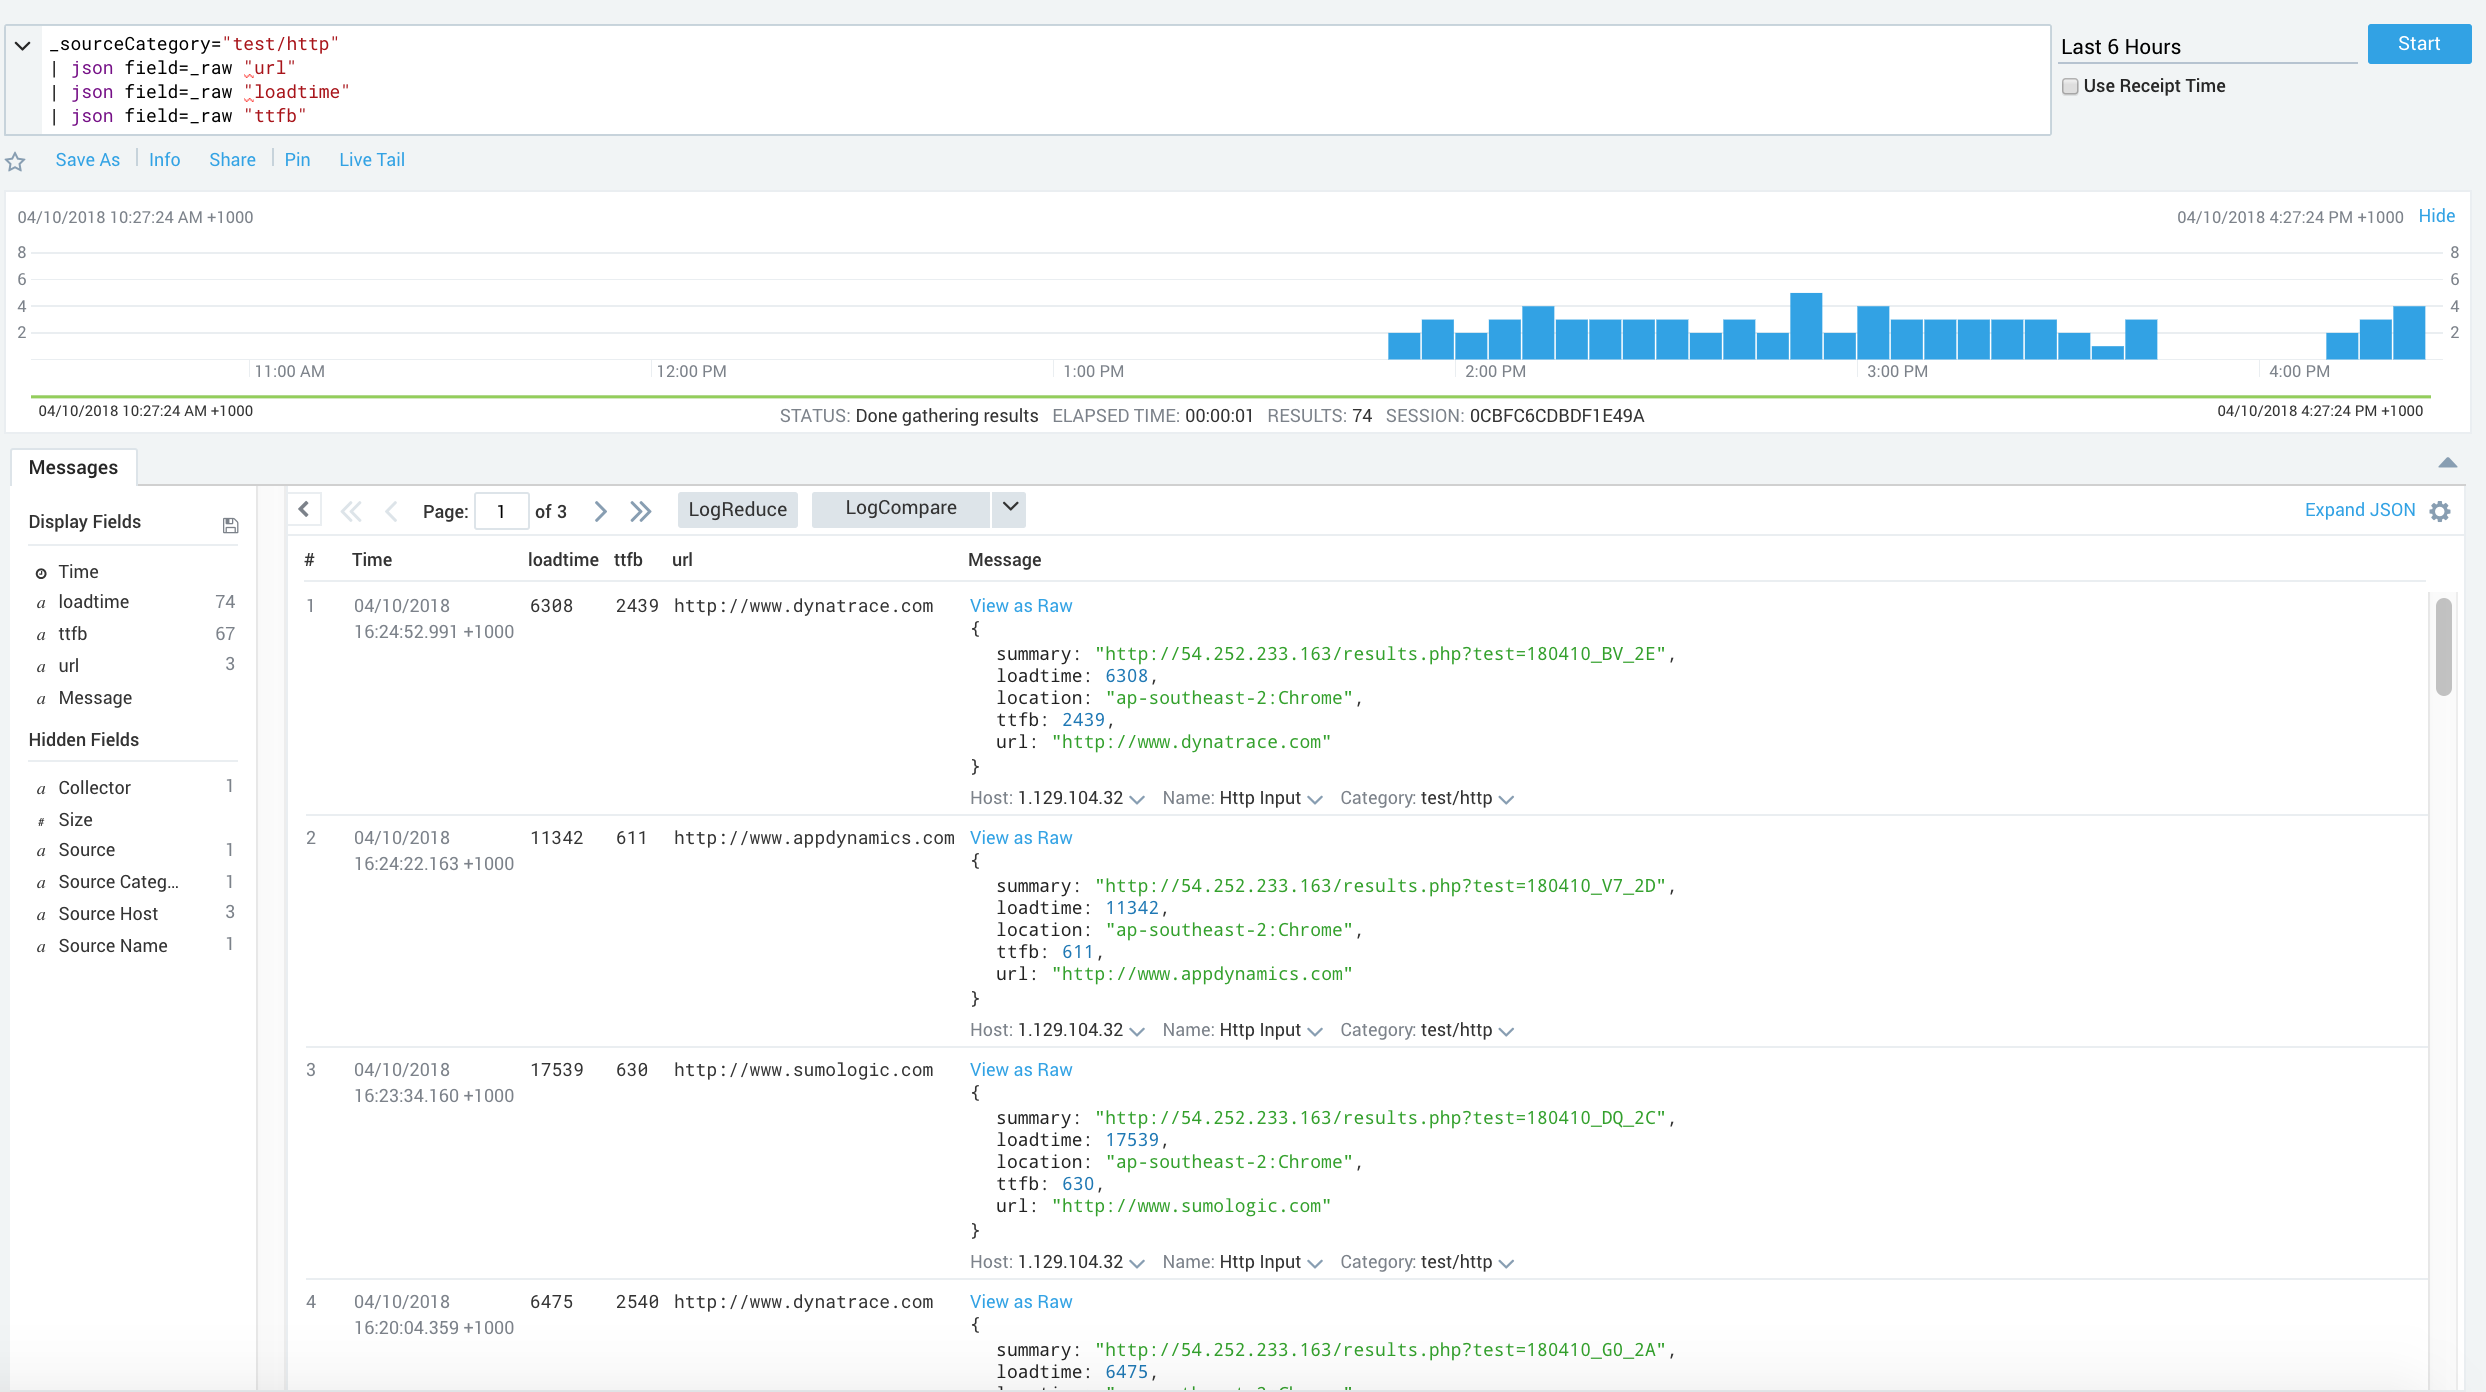 _sourceCategory="test/http"
| json field=_raw "url"
| json field=_raw "loadtime"
| json field=_raw "ttfb"
Last 6 Hours
Start
Use Receipt Time
Save As Info Share Pin Live Tail
04/10/2018 10:27:24 AM +1000 04/10/2018 4:27:24 PM +1000 Hide
8 8
6 6
4 4
2 2
11:00 AM 12:00 PM 1:00 PM 2:00 PM 3:00 PM 4:00 PM
04/10/2018 10:27:24 AM +1000 STATUS: Done gathering results ELAPSED TIME: 00:00:01 RESULTS: 74 SESSION: 0CBFC6CDBDF1E49A 04/10/2018 4:27:24 PM +1000
Messages
Display Fields
Time
a loadtime 74
a ttfb 67
a url 3
a Message
Hidden Fields
a Collector 1
# Size
a Source 1
a Source Categ... 1
a Source Host 3
a Source Name 1
Page: 1 of 3 LogReduce LogCompare Expand JSON
# Time loadtime ttfb url Message
1 04/10/2018 6308 2439 http://www.dynatrace.com View as Raw
16:24:52.991 +1000 {
summary: "http://54.252.233.163/results.php?test=180410_BV_2E",
loadtime: 6308,
location: "ap-southeast-2:Chrome",
ttfb: 2439,
url: "http://www.dynatrace.com"
}
Host: 1.129.104.32 Name: Http Input Category: test/http
2 04/10/2018 11342 611 http://www.appdynamics.com View as Raw
16:24:22.163 +1000 {
summary: "http://54.252.233.163/results.php?test=180410_V7_2D",
loadtime: 11342,
location: "ap-southeast-2:Chrome",
ttfb: 611,
url: "http://www.appdynamics.com"
}
Host: 1.129.104.32 Name: Http Input Category: test/http
3 04/10/2018 17539 630 http://www.sumologic.com View as Raw
16:23:34.160 +1000 {
summary: "http://54.252.233.163/results.php?test=180410_DQ_2C",
loadtime: 17539,
location: "ap-southeast-2:Chrome",
ttfb: 630,
url: "http://www.sumologic.com"
}
Host: 1.129.104.32 Name: Http Input Category: test/http
4 04/10/2018 6475 2540 http://www.dynatrace.com View as Raw
16:20:04.359 +1000 {
summary: "http://54.252.233.163/results.php?test=180410_G0_2A",
loadtime: 6475,